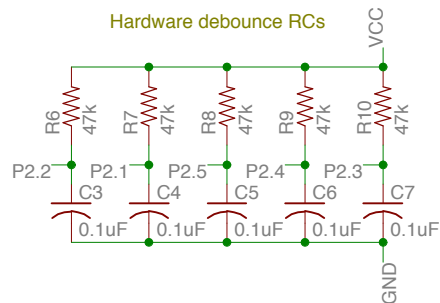 Hardware debounce RCs
VCC
R6
47k
R7
47k
R8
47k
R9
47k
R10
47k
P2.2
P2.1
P2.5
P2.4
P2.3
C3
0.1uF
C4
0.1uF
C5
0.1uF
C6
0.1uF
C7
0.1uF
GND